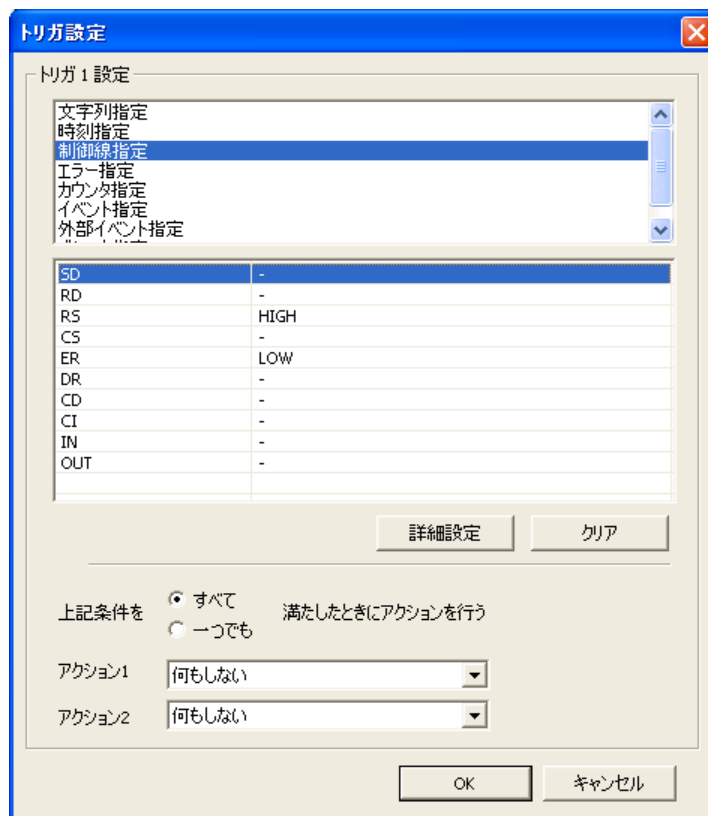 トリガ設定
トリガ1設定
文字列指定
時刻指定
制御線指定
エラー指定
カウンタ指定
イベント指定
外部イベント指定
SD -
RD -
RS HIGH
CS -
ER LOW
DR -
CD -
CI -
IN -
OUT -
詳細設定 クリア
上記条件を
すべて
一つでも
満たしたときにアクションを行う
アクション1 何もしない
アクション2 何もしない
OK キャンセル